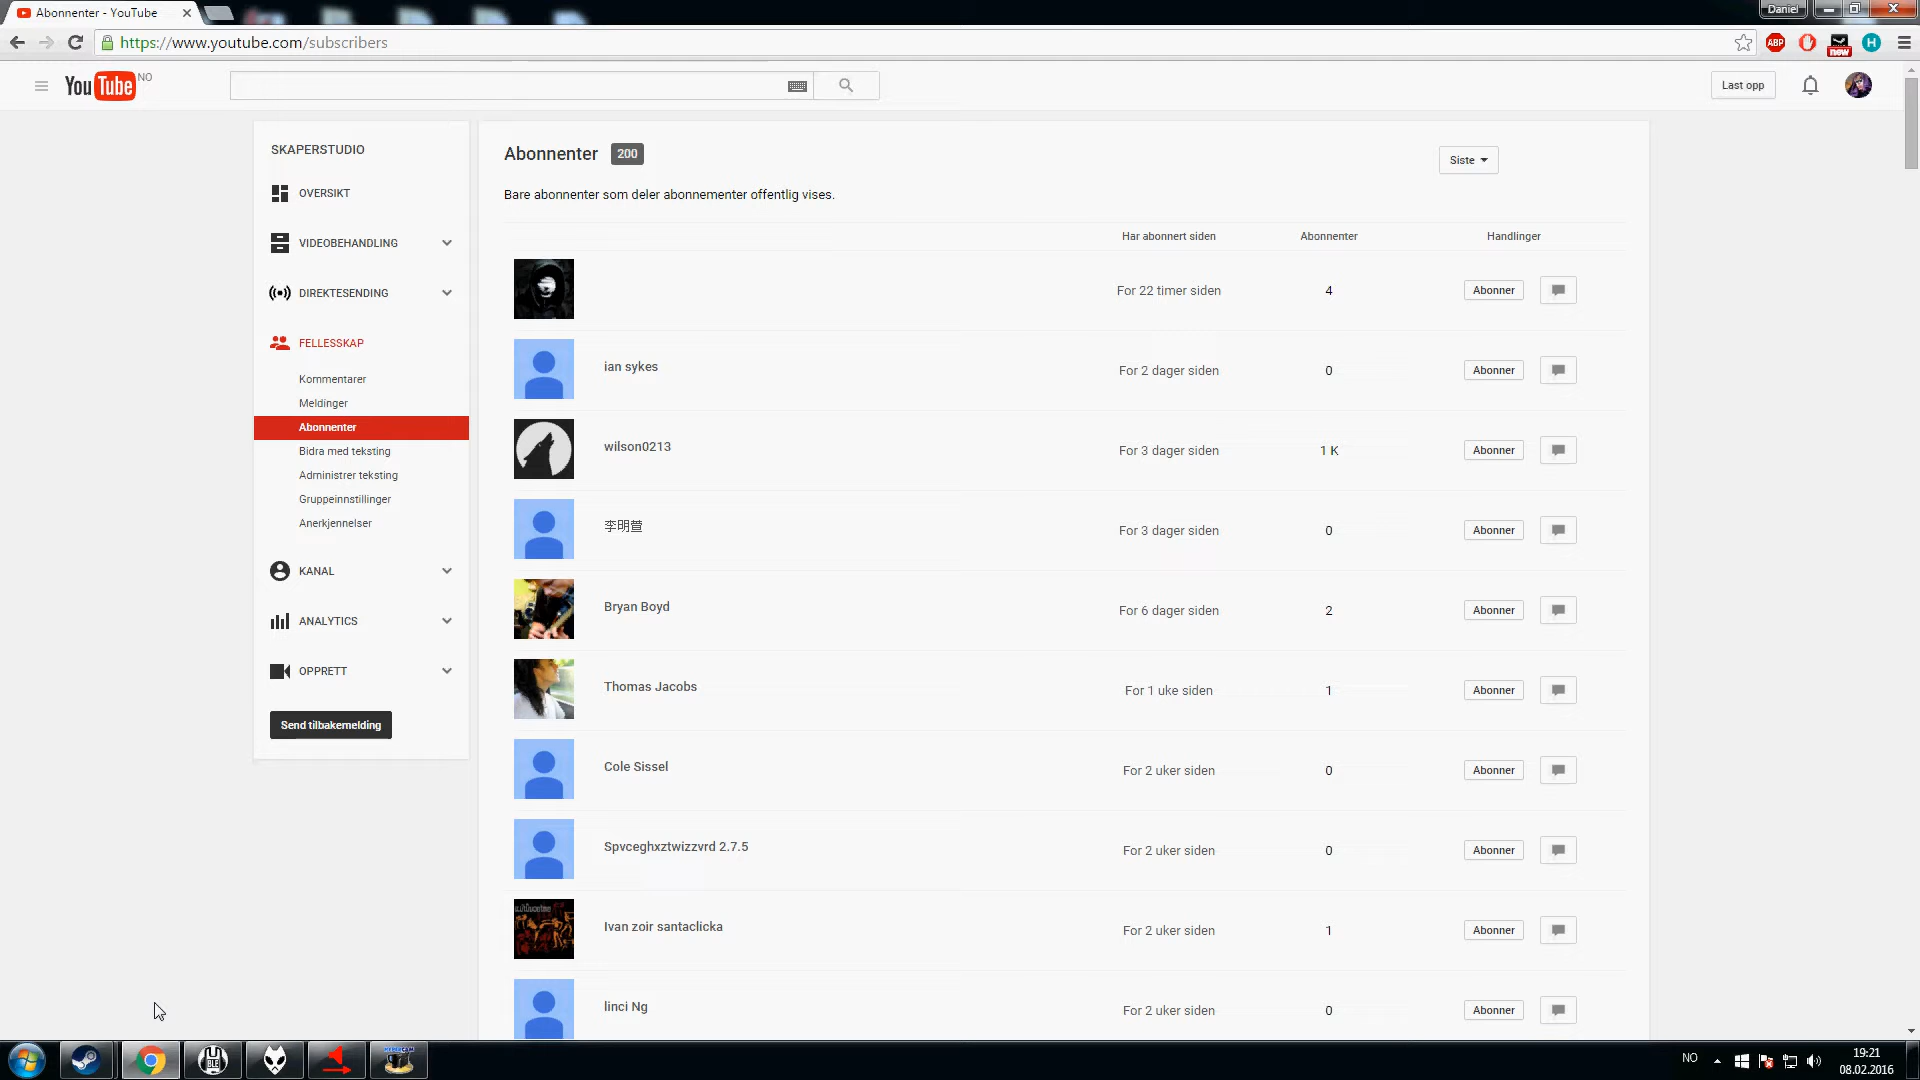 Abonnenter - YouTube
Daniel
https://www.youtube.com/subscribers
ABP
new
H
YouTube NO
Last opp
SKAPERSTUDIO
OVERSIKT
VIDEOBEHANDLING
DIREKTESENDING
FELLESSKAP
Kommentarer
Meldinger
Abonnenter
Bidra med teksting
Administrer teksting
Gruppeinnstillinger
Anerkjennelser
KANAL
ANALYTICS
OPPRETT
Send tilbakemelding
Abonnenter 200
Siste
Bare abonnenter som deler abonnementer offentlig vises.
Har abonnert siden Abonnenter Handlinger
For 22 timer siden 4 Abonner
ian sykes For 2 dager siden 0 Abonner
wilson0213 For 3 dager siden 1 K Abonner
李明 For 3 dager siden 0 Abonner
Bryan Boyd For 6 dager siden 2 Abonner
Thomas Jacobs For 1 uke siden 1 Abonner
Cole Sissel For 2 uker siden 0 Abonner
Spvceghxztwizzvrd 2.7.5 For 2 uker siden 0 Abonner
Ivan zoir santaclicka For 2 uker siden 1 Abonner
linci Ng For 2 uker siden 0 Abonner
NO
19:21
08.02.2016